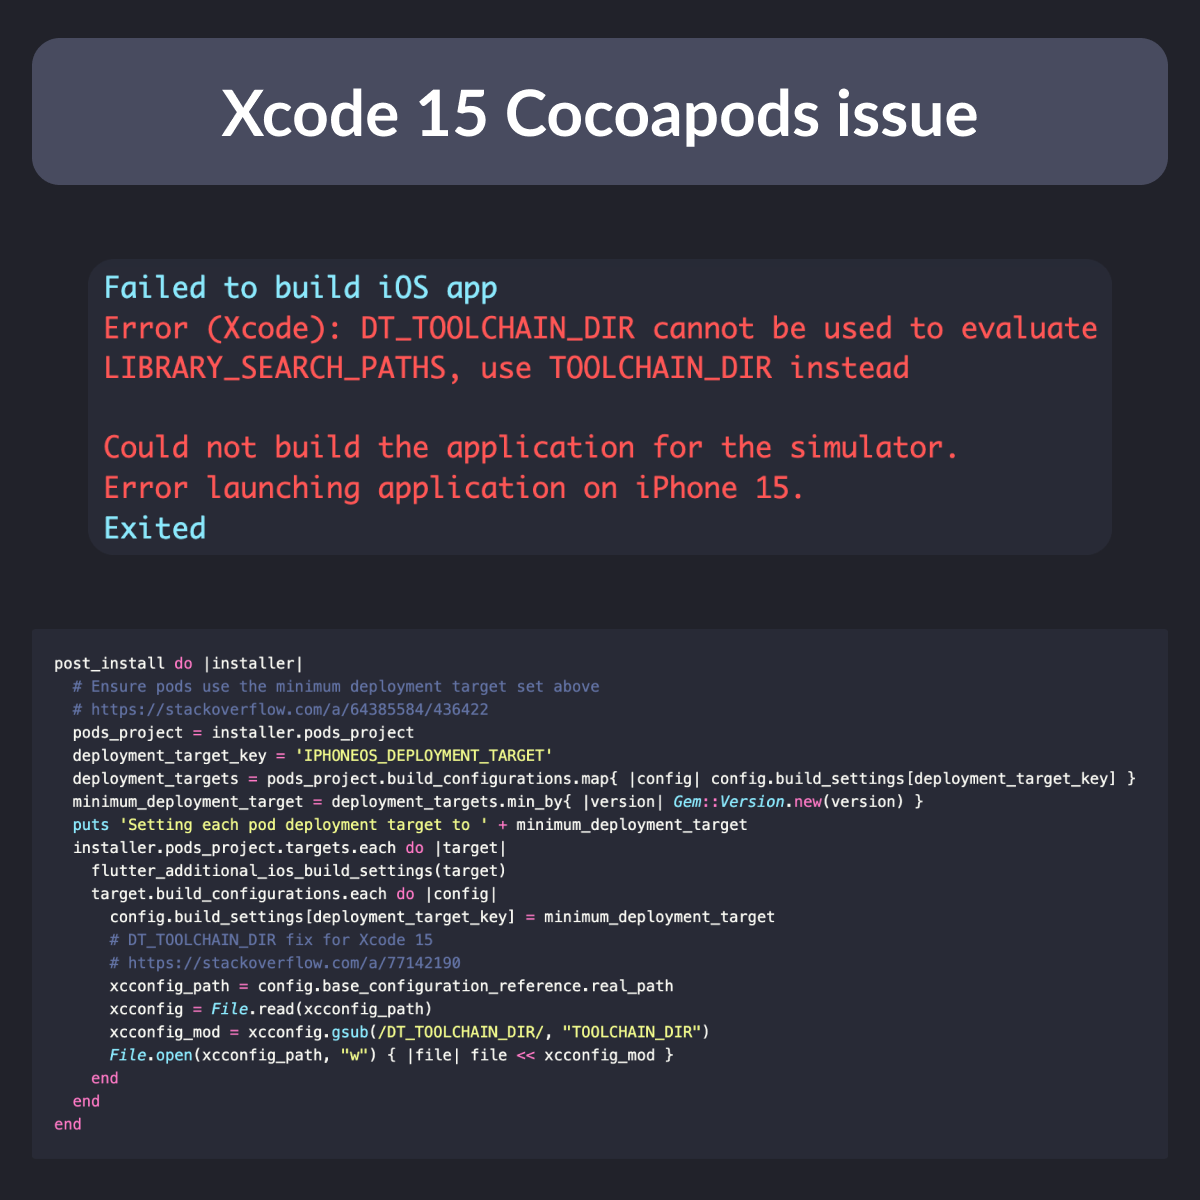 Xcode 15 Cocoapods issue
Failed to build iOS app
Error (Xcode): DT_TOOLCHAIN_DIR cannot be used to evaluate
LIBRARY_SEARCH_PATHS, use TOOLCHAIN_DIR instead
Could not build the application for the simulator.
Error launching application on iPhone 15.
Exited
post_install do |installer|
  # Ensure pods use the minimum deployment target set above
  # https://stackoverflow.com/a/64385584/436422
  pods_project = installer.pods_project
  deployment_target_key = 'IPHONEOS_DEPLOYMENT_TARGET'
  deployment_targets = pods_project.build_configurations.map{ |config| config.build_settings[deployment_target_key] }
  minimum_deployment_target = deployment_targets.min_by{ |version| Gem::Version.new(version) }
  puts 'Setting each pod deployment target to ' + minimum_deployment_target
  installer.pods_project.targets.each do |target|
    flutter_additional_ios_build_settings(target)
    target.build_configurations.each do |config|
      config.build_settings[deployment_target_key] = minimum_deployment_target
      # DT_TOOLCHAIN_DIR fix for Xcode 15
      # https://stackoverflow.com/a/77142190
      xcconfig_path = config.base_configuration_reference.real_path
      xcconfig = File.read(xcconfig_path)
      xcconfig_mod = xcconfig.gsub(/DT_TOOLCHAIN_DIR/, "TOOLCHAIN_DIR")
      File.open(xcconfig_path, "w") { |file| file << xcconfig_mod }
    end
  end
end